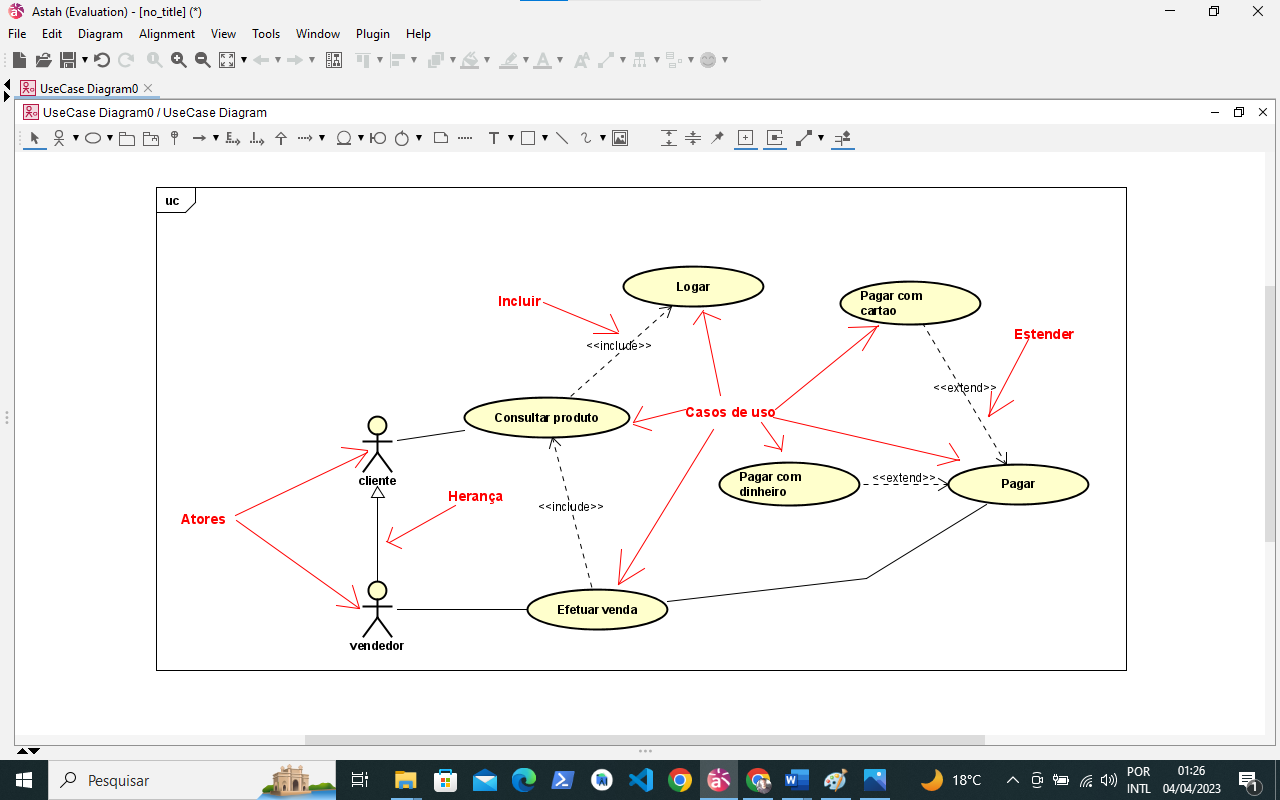 Astah (Evaluation) - [no_title] (*)
File Edit Diagram Alignment View Tools Window Plugin Help
UseCase Diagram0
UseCase Diagram0 / UseCase Diagram
uc
Logar
Incluir
Pagar com
cartao
Estender
<<include>>
<<extend>>
Casos de uso
Consultar produto
cliente
Pagar com
dinheiro
<<extend>>
Pagar
Herança
<<include>>
Atores
Efetuar venda
vendedor
Pesquisar
18°C
POR
INTL
01:26
04/04/2023
1